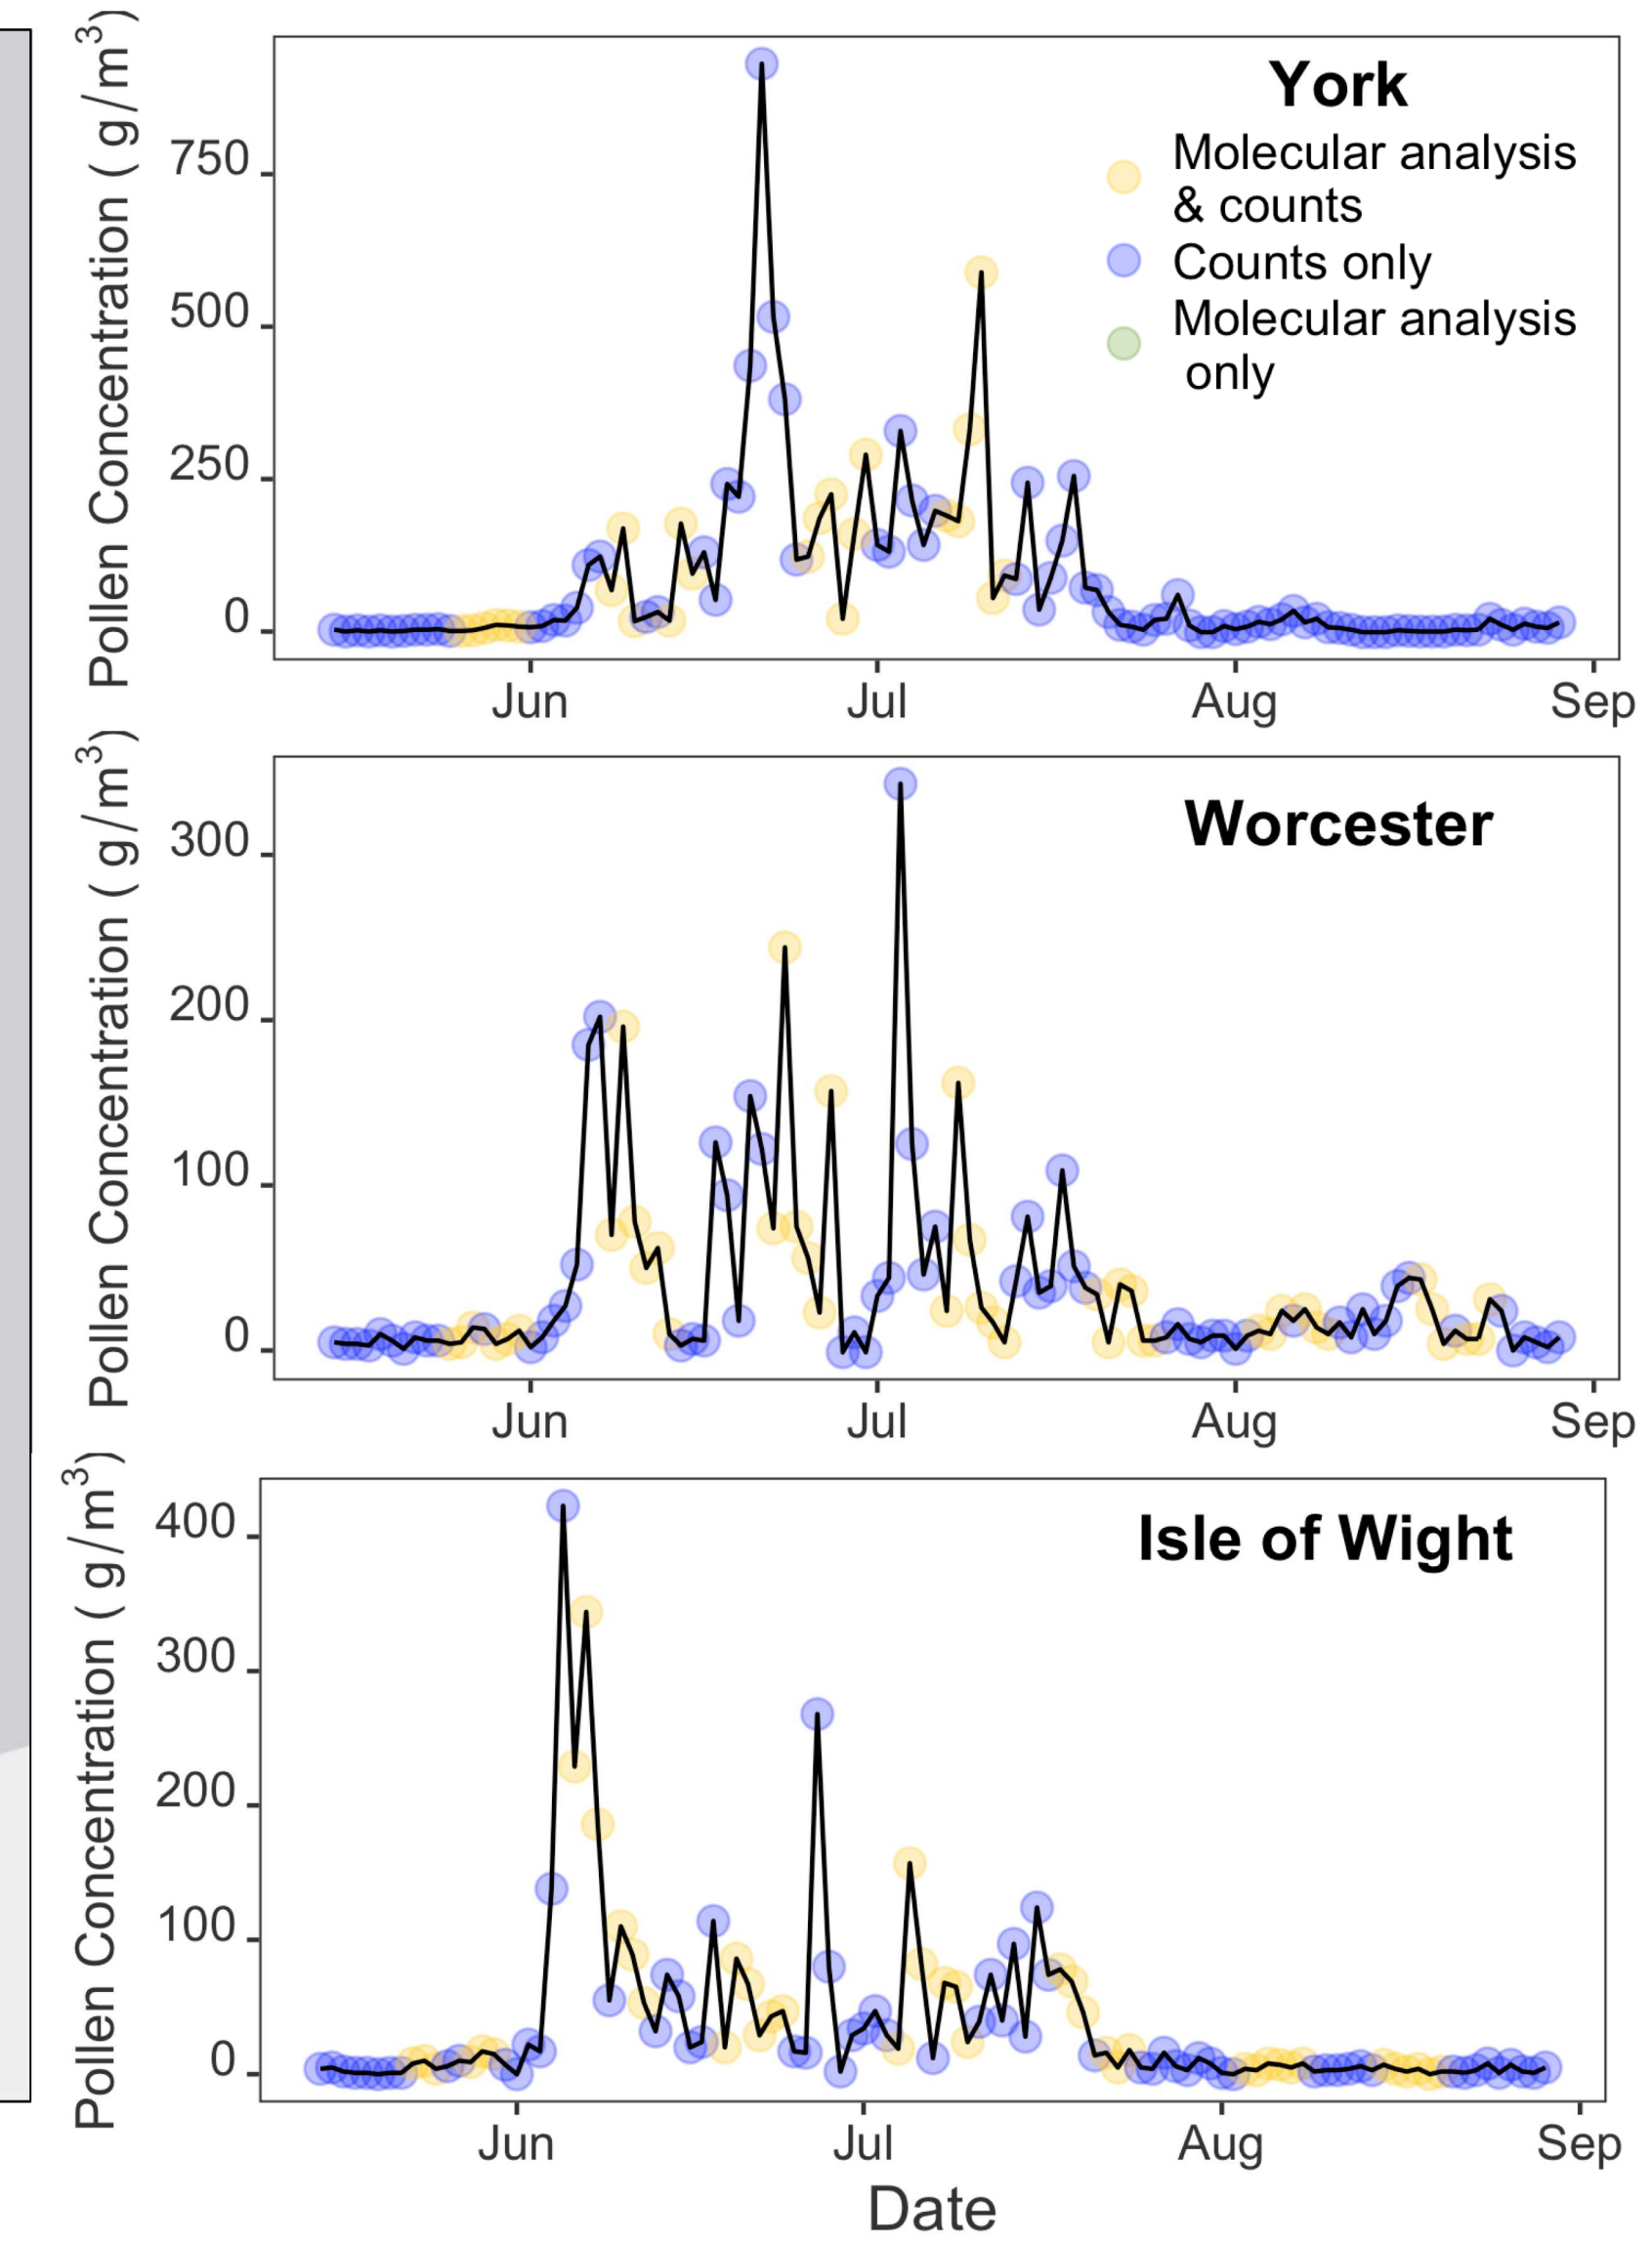 Pollen Concentration ( g/m³)
750
500
250
0
York
Molecular analysis
& counts
Counts only
Molecular analysis
only
Jun Jul Aug Sep
Pollen Concentration ( g/m³)
300
200
100
0
Worcester
Jun Jul Aug Sep
Pollen Concentration ( g/m³)
400
300
200
100
0
Isle of Wight
Jun Jul Aug Sep
Date